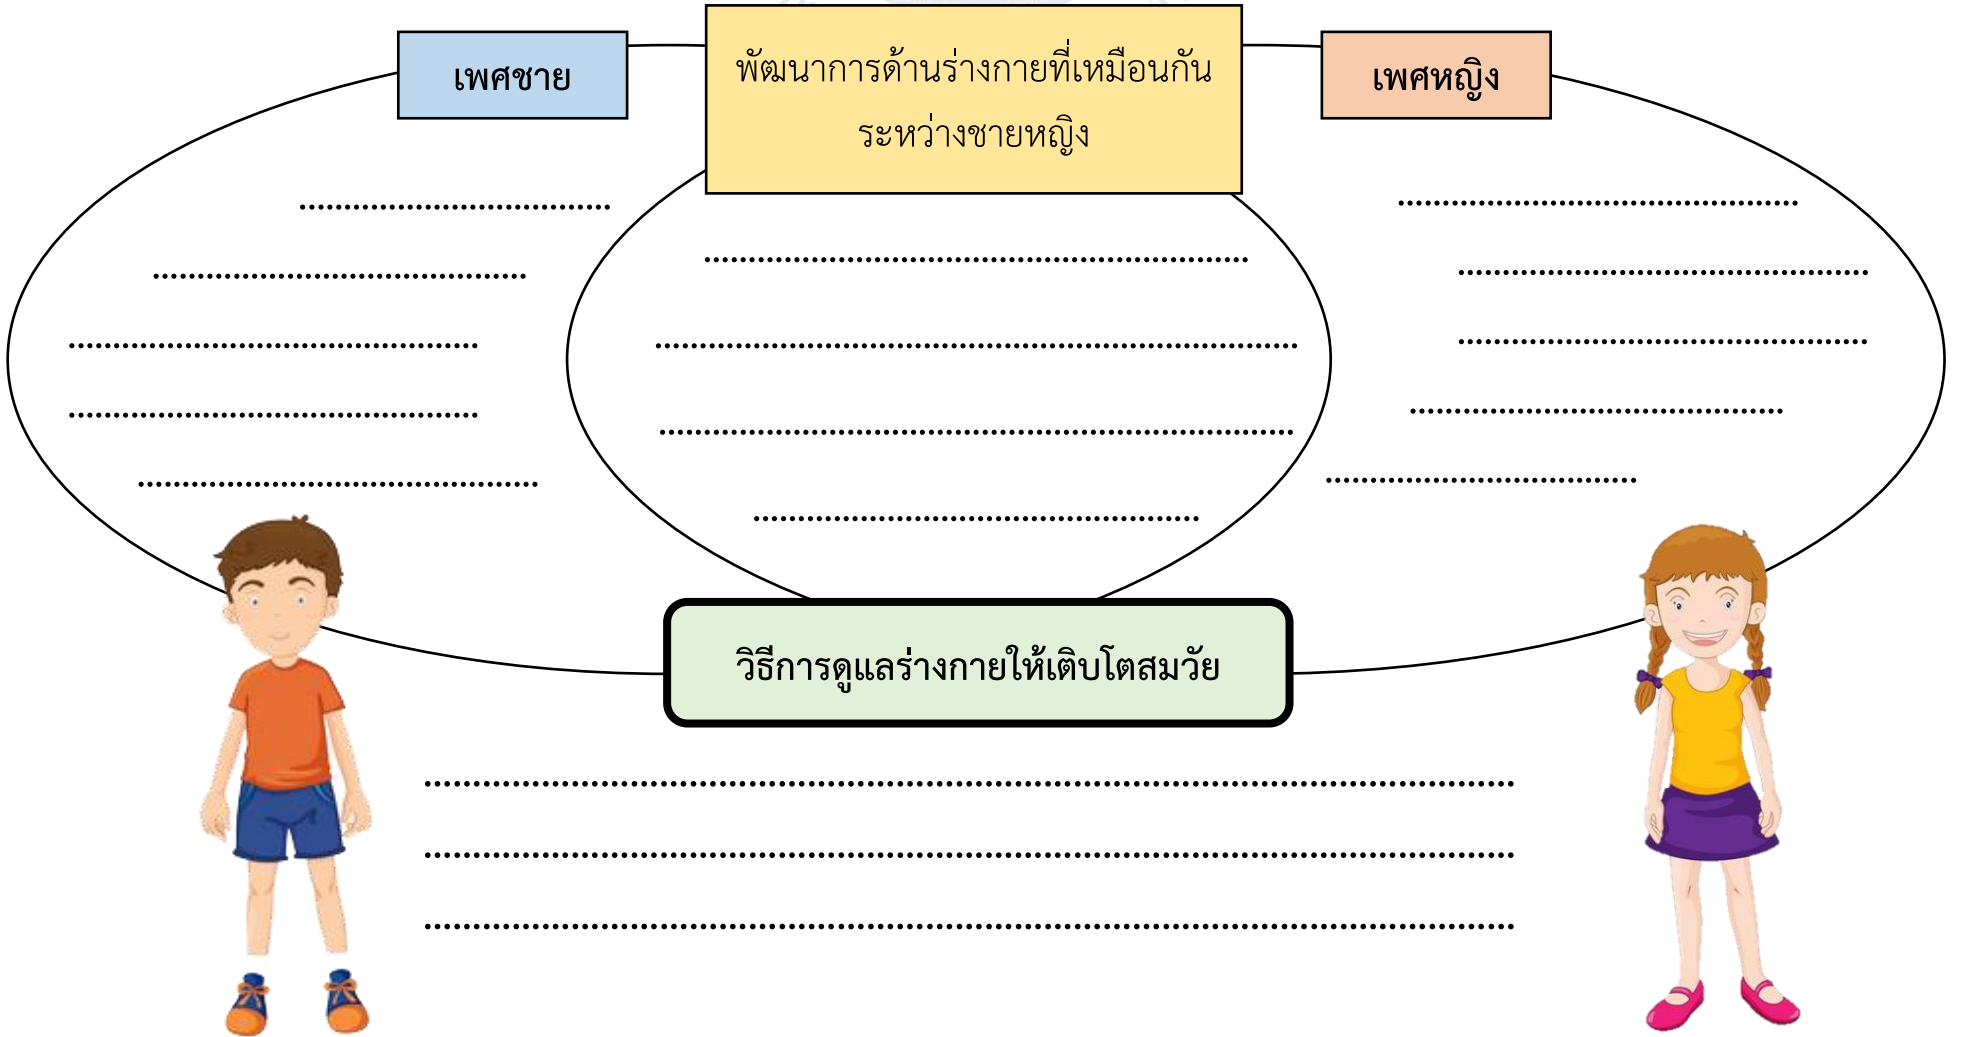 เพศชาย
พัฒนาการด้านร่างกายที่เหมือนกัน
ระหว่างชายหญิง
เพศหญิง
วิธีการดูแลร่างกายให้เติบโตสมวัย